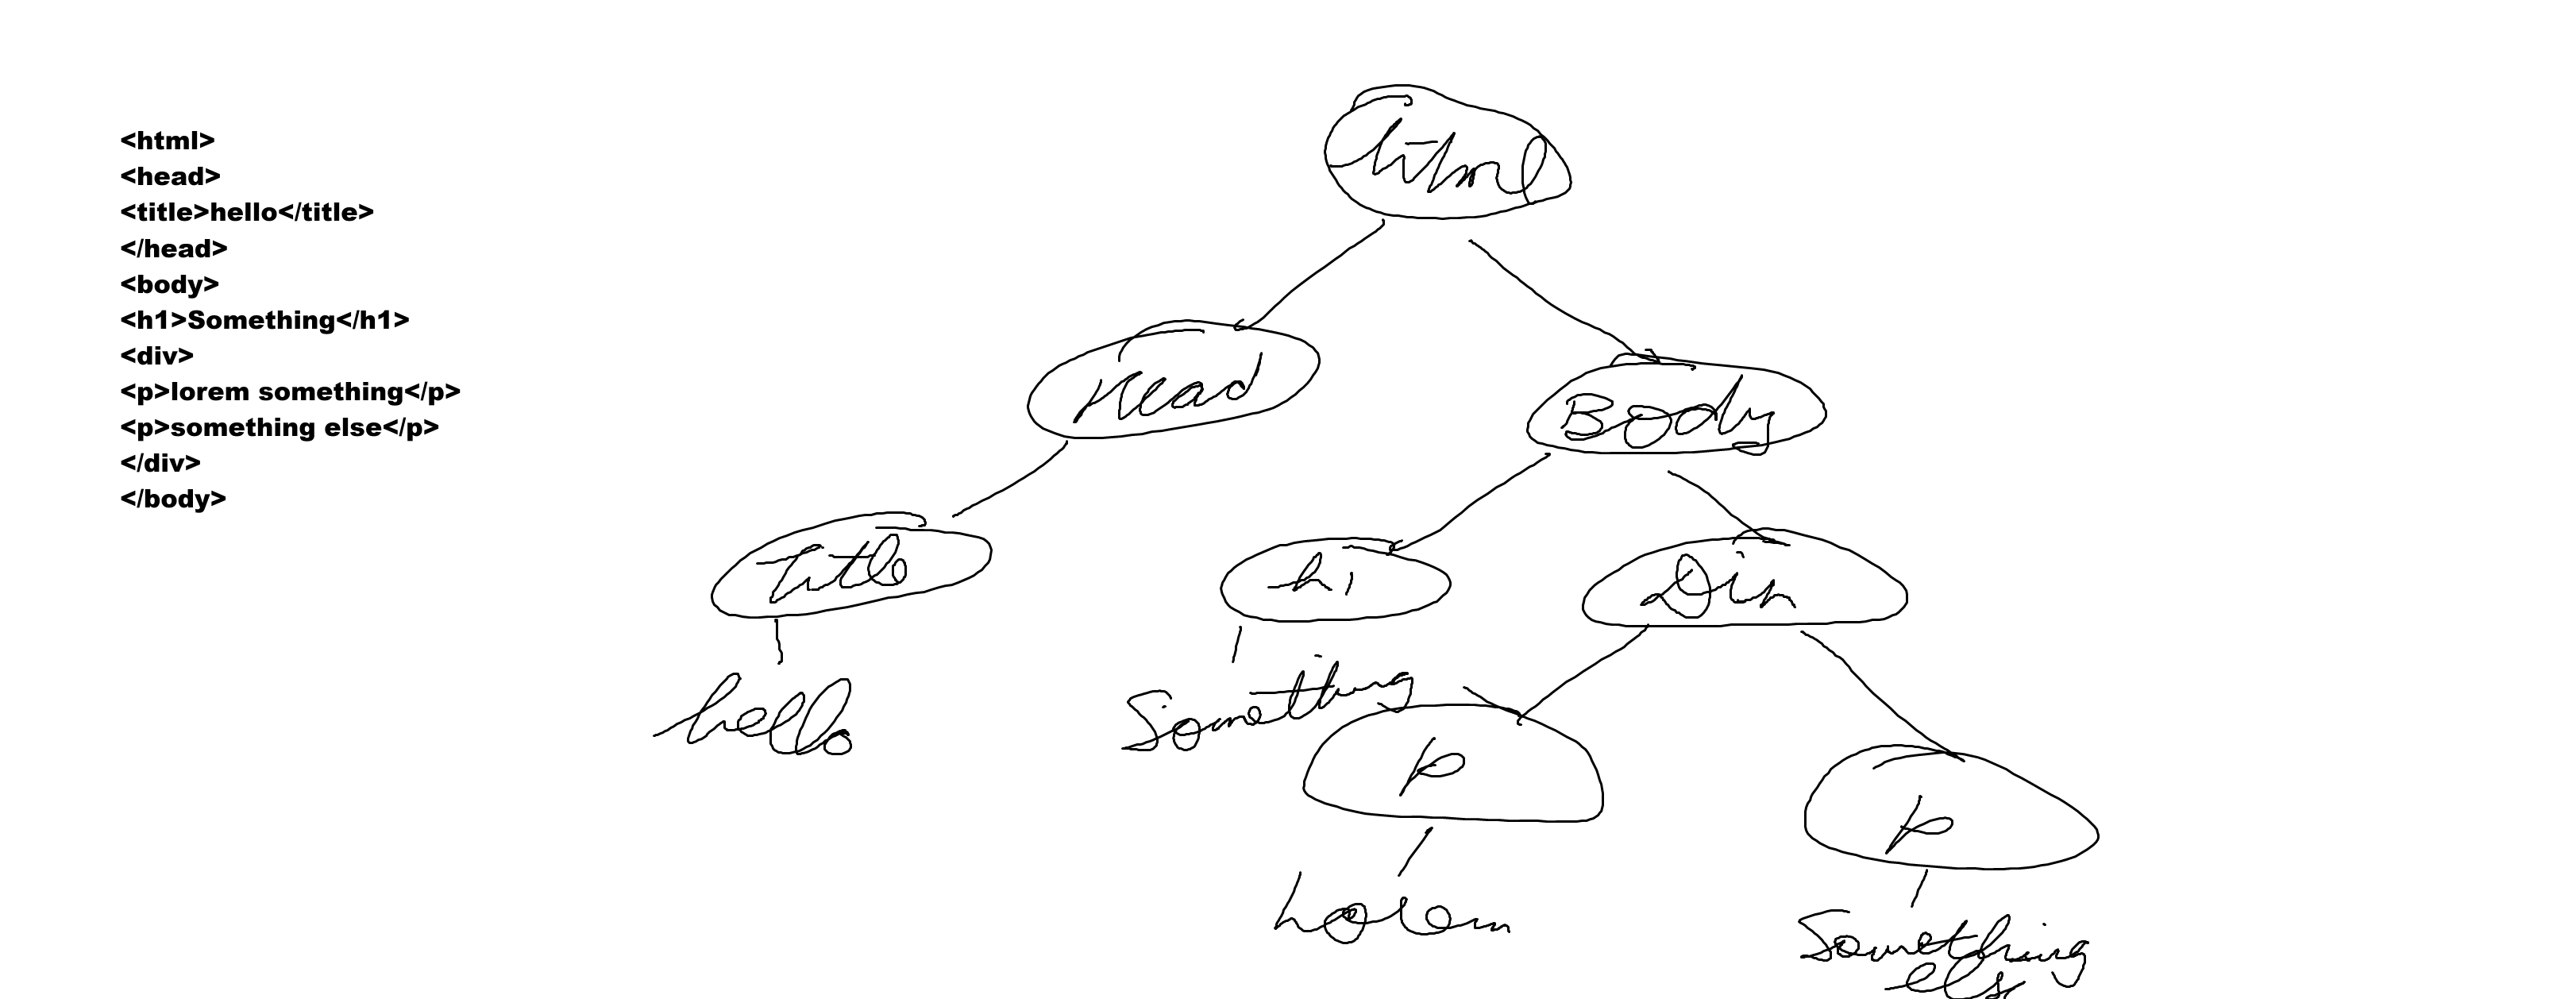 <html>
<head>
<title>hello</title>
</head>
<body>
<h1>Something</h1>
<div>
<p>lorem something</p>
<p>something else</p>
</div>
</body>
html
Head
Body
title
h1
Div
hello
Something
p
p
Lorem
Something
else